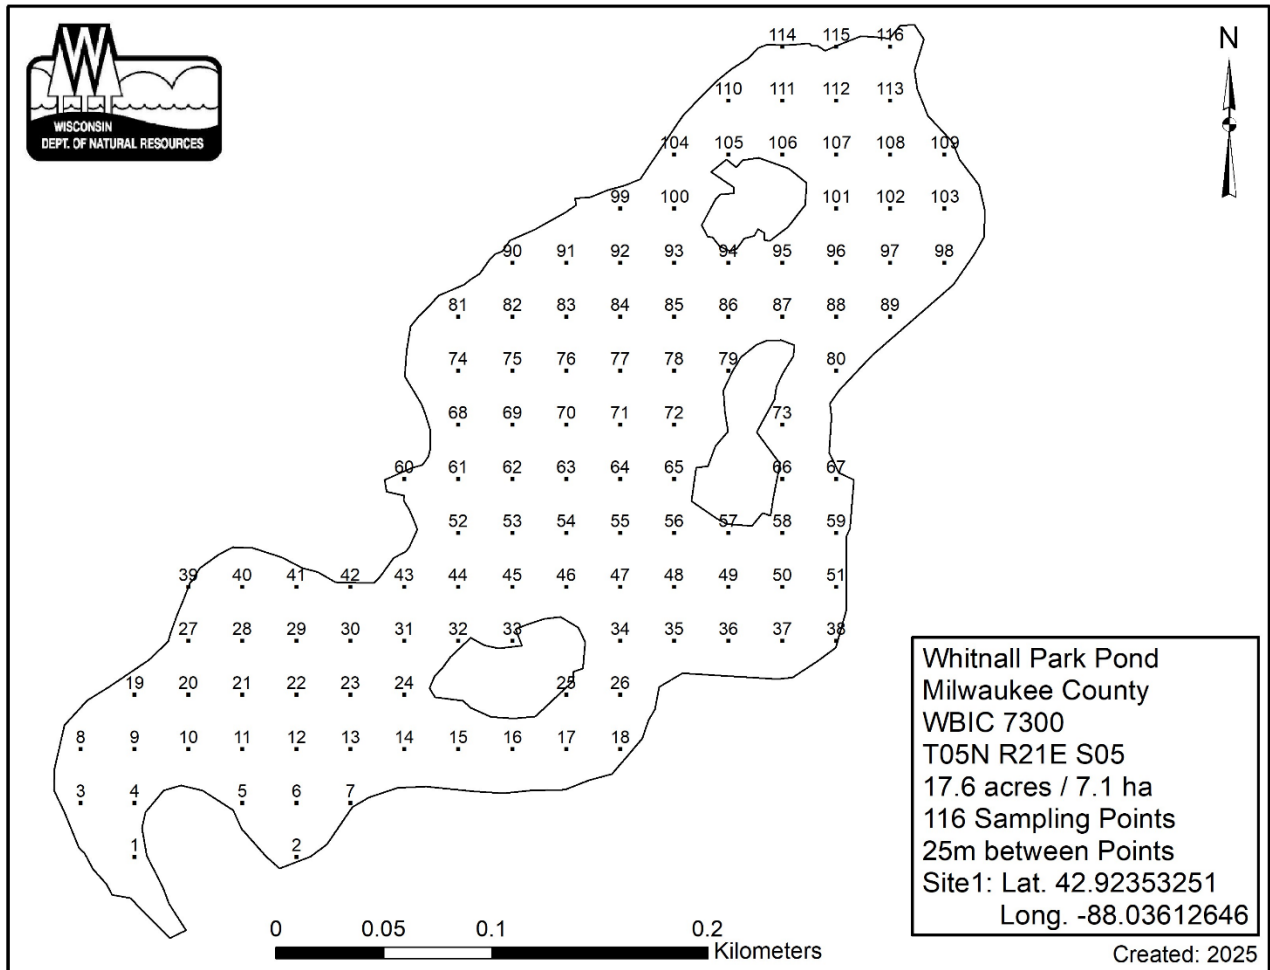 WISCONSIN
DEPT. OF NATURAL RESOURCES
N
114 115 116
110 111 112 113
104 105 106 107 108 109
99 100 101 102 103
90 91 92 93 94 95 96 97 98
81 82 83 84 85 86 87 88 89
74 75 76 77 78 79 80
68 69 70 71 72 73
60 61 62 63 64 65 66 67
52 53 54 55 56 57 58 59
39 40 41 42 43 44 45 46 47 48 49 50 51
27 28 29 30 31 32 33 34 35 36 37 38
19 20 21 22 23 24 25 26
8 9 10 11 12 13 14 15 16 17 18
3 4 5 6 7
1 2
0 0.05 0.1 0.2
Kilometers
Whitnall Park Pond
Milwaukee County
WBIC 7300
T05N R21E S05
17.6 acres / 7.1 ha
116 Sampling Points
25m between Points
Site1: Lat. 42.92353251
Long. -88.03612646
Created: 2025